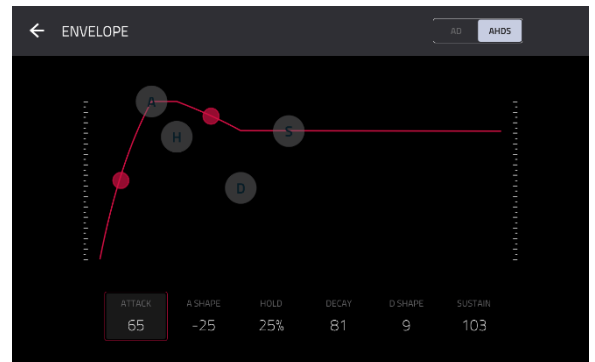 ENVELOPE
AD AHDS
A
H
S
D
ATTACK A SHAPE HOLD DECAY D SHAPE SUSTAIN
65 -25 25% 81 9 103